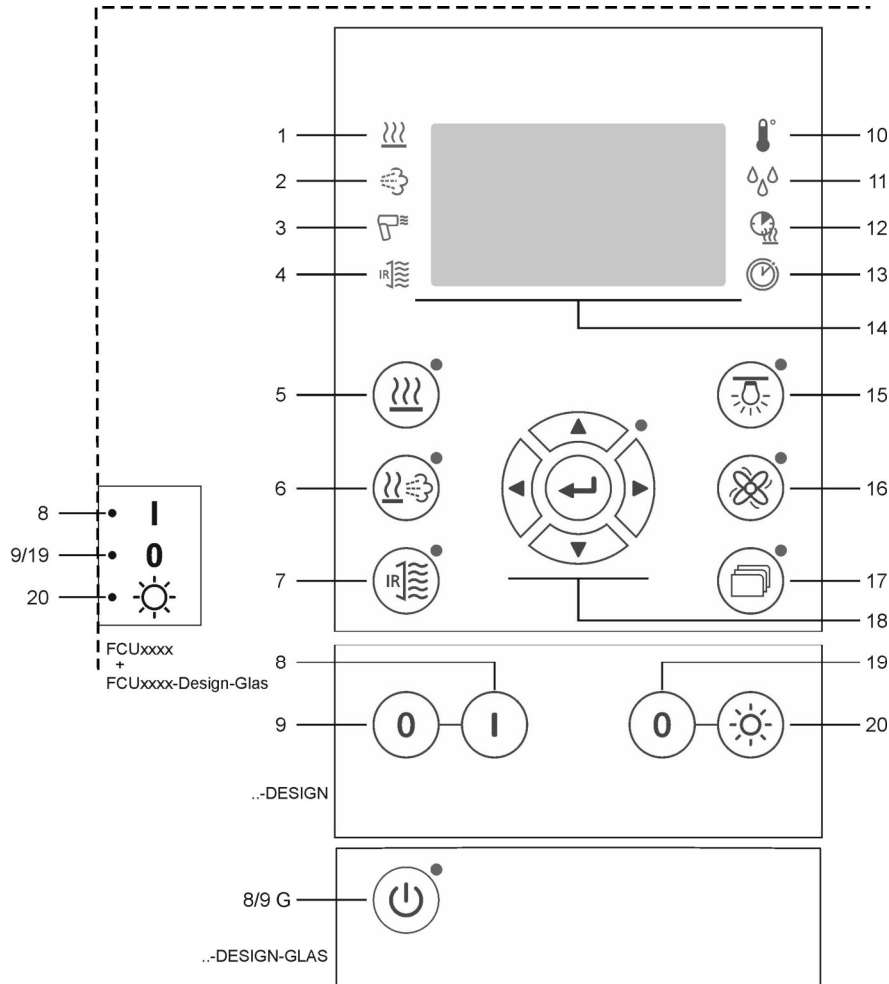 1 10
2 11
3 12
IR
4 13
14
5 15
6 16
8 I
9/19 0
20
7 IR 17
18
FCUxxxx
+
FCUxxxx-Design-Glas
8 19
9 0 I 0 20
..-DESIGN
8/9 G
..-DESIGN-GLAS